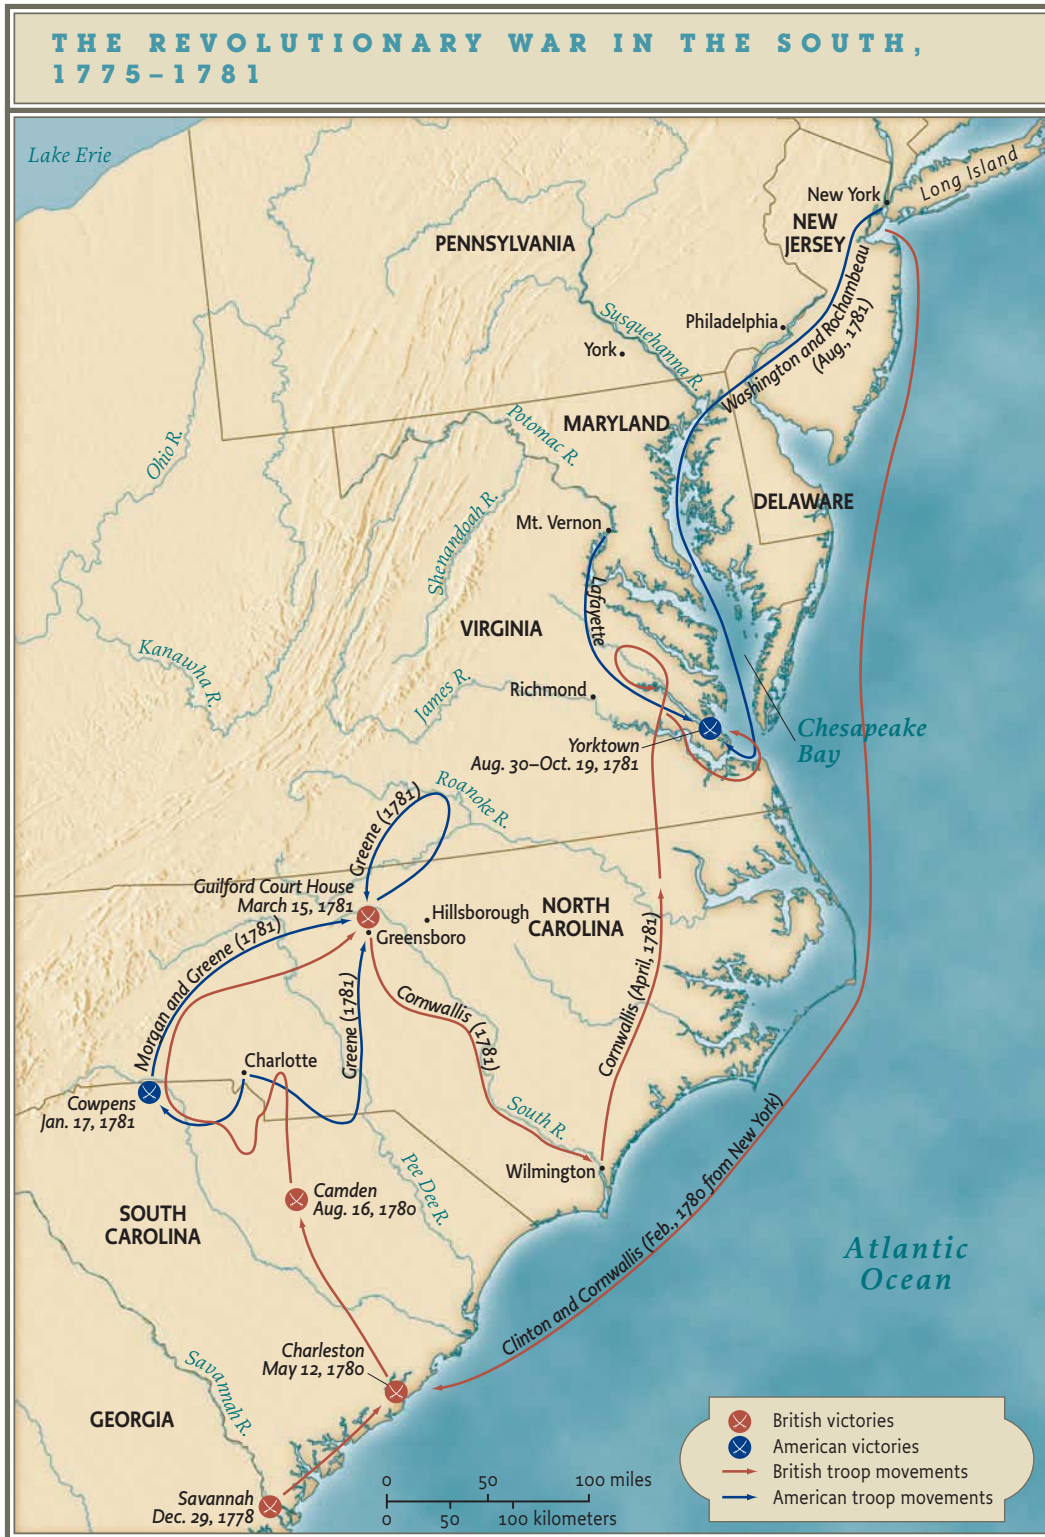 THE REVOLUTIONARY WAR IN THE SOUTH,
1775–1781
Lake Erie
Long Island
New York
NEW
JERSEY
PENNSYLVANIA
Washington and Rochambeau
(Aug., 1781)
Susquehanna R.
Philadelphia
York
MARYLAND
Potomac R.
Ohio R.
DELAWARE
Shenandoah R.
Mt. Vernon
Lafayette
VIRGINIA
Kanawha R.
James R.
Richmond
Chesapeake
Bay
Yorktown
Aug. 30–Oct. 19, 1781
Roanoke R.
Greene (1781)
Guilford Court House
March 15, 1781
Hillsborough
NORTH
CAROLINA
Greensboro
Morgan and Greene (1781)
Greene (1781)
Cornwallis (1781)
Cornwallis (April, 1781)
Charlotte
Cowpens
Jan. 17, 1781
South R.
Wilmington
Pee Dee R.
Camden
Aug. 16, 1780
SOUTH
CAROLINA
Clinton and Cornwallis (Feb., 1780 from New York)
Atlantic
Ocean
Charleston
May 12, 1780
Savannah R.
GEORGIA
Savannah
Dec. 29, 1778
0 50 100 miles
0 50 100 kilometers
British victories
American victories
British troop movements
American troop movements